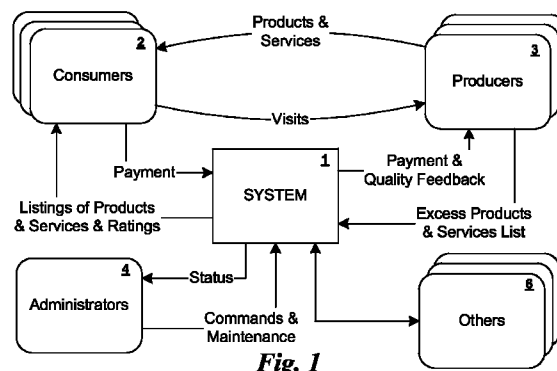 Products &
Services
2
Consumers
3
Producers
Visits
Payment
1
SYSTEM
Payment &
Quality Feedback
Listings of Products
& Services & Ratings
Excess Products
& Services List
4
Administrators
Status
Commands &
Maintenance
6
Others
Fig. 1